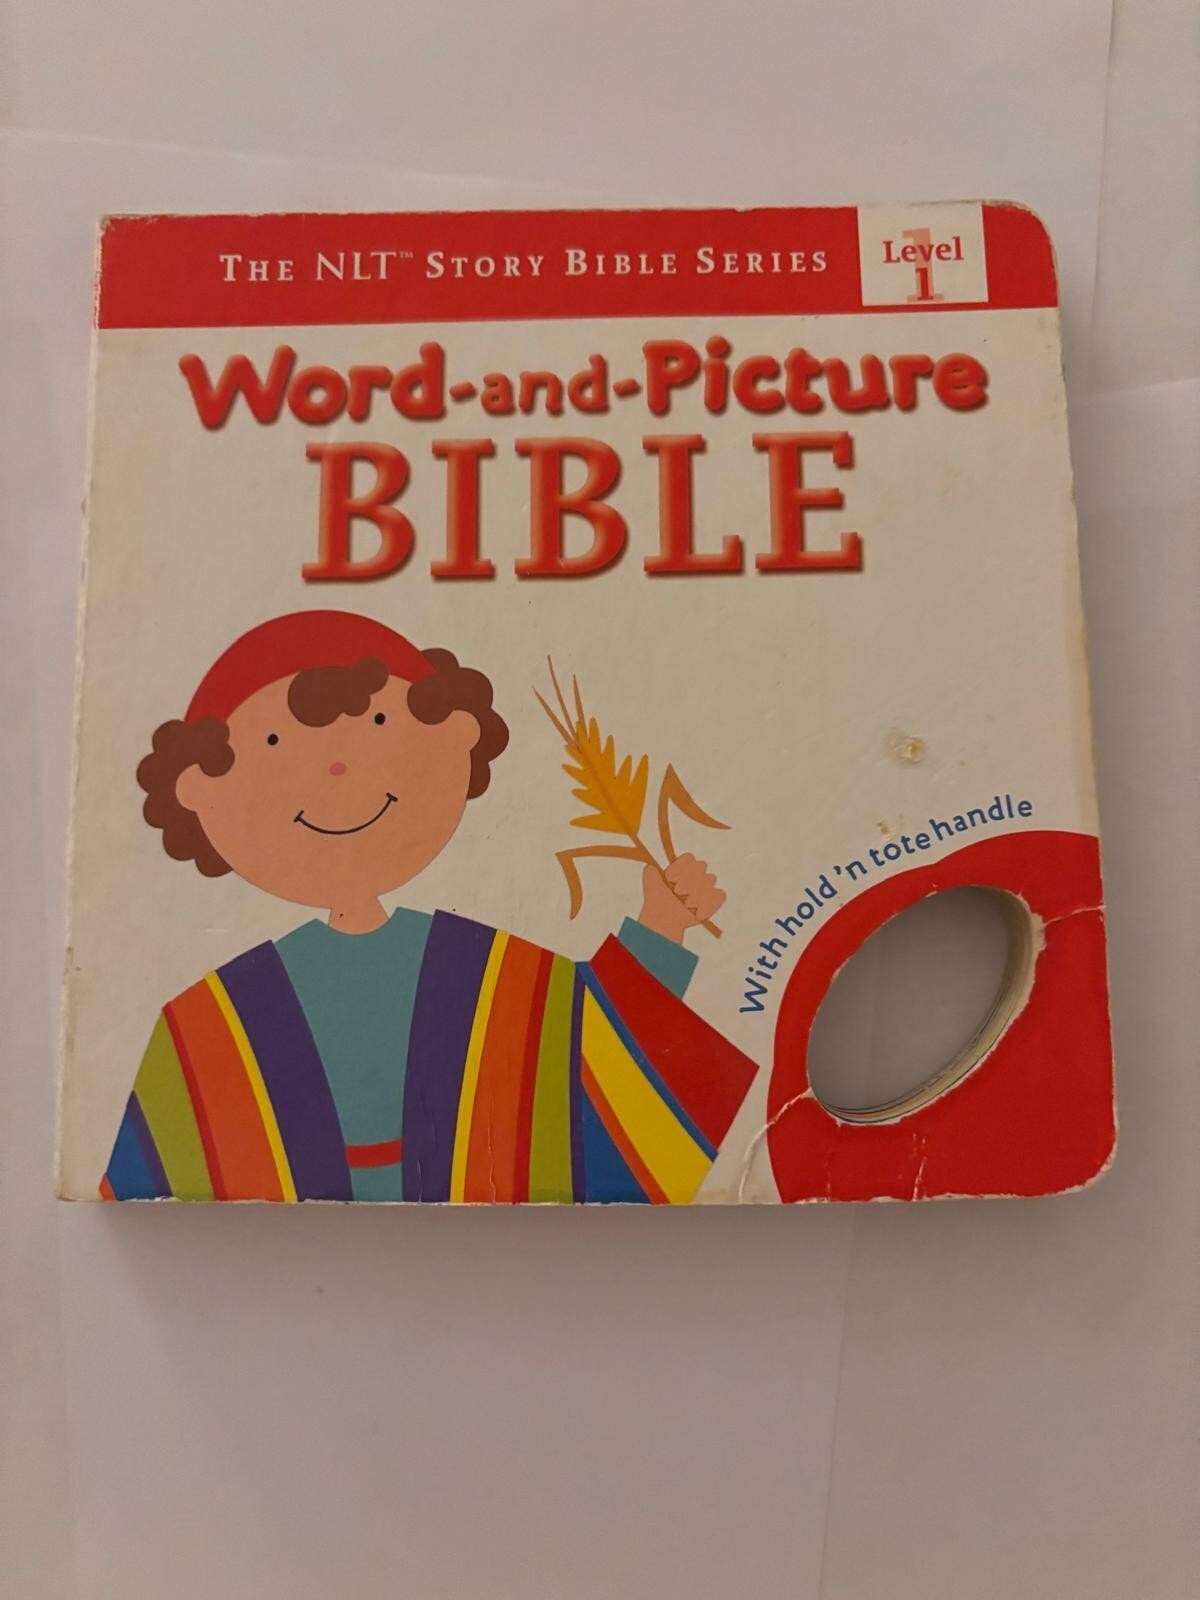 THE NLT™ STORY BIBLE SERIES
Level
1
Word-and-Picture
BIBLE
With hold'n tote handle